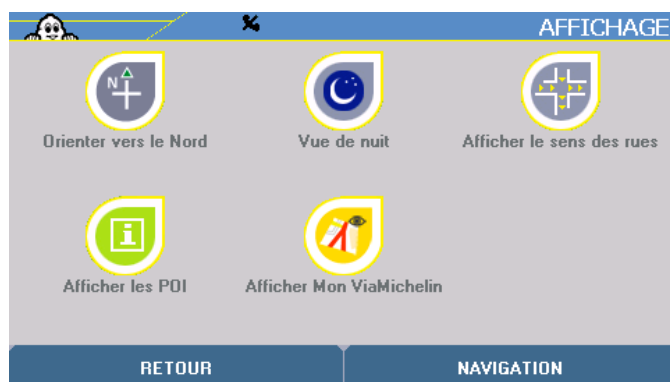 AFFICHAGE
N
Orienter vers le Nord
Vue de nuit
Afficher le sens des rues
i
Afficher les POI
Afficher Mon ViaMichelin
RETOUR
NAVIGATION